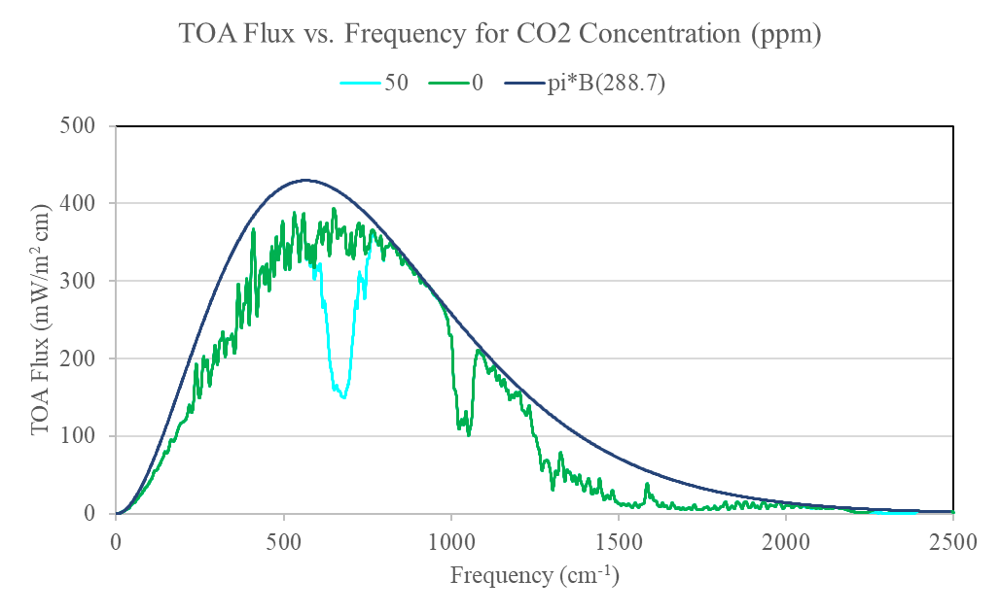 TOA Flux vs. Frequency for CO2 Concentration (ppm)
50 0 pi*B(288.7)
500
400
300
200
100
0
TOA Flux (mW/m² cm)
0 500 1000 1500 2000 2500
Frequency (cm⁻¹)